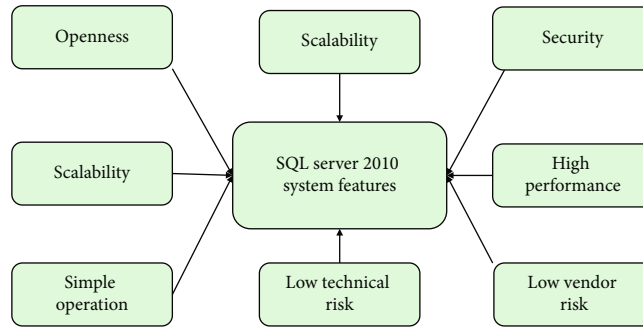 Openness
Scalability
Security
Scalability
SQL server 2010
system features
High
performance
Simple
operation
Low technical
risk
Low vendor
risk